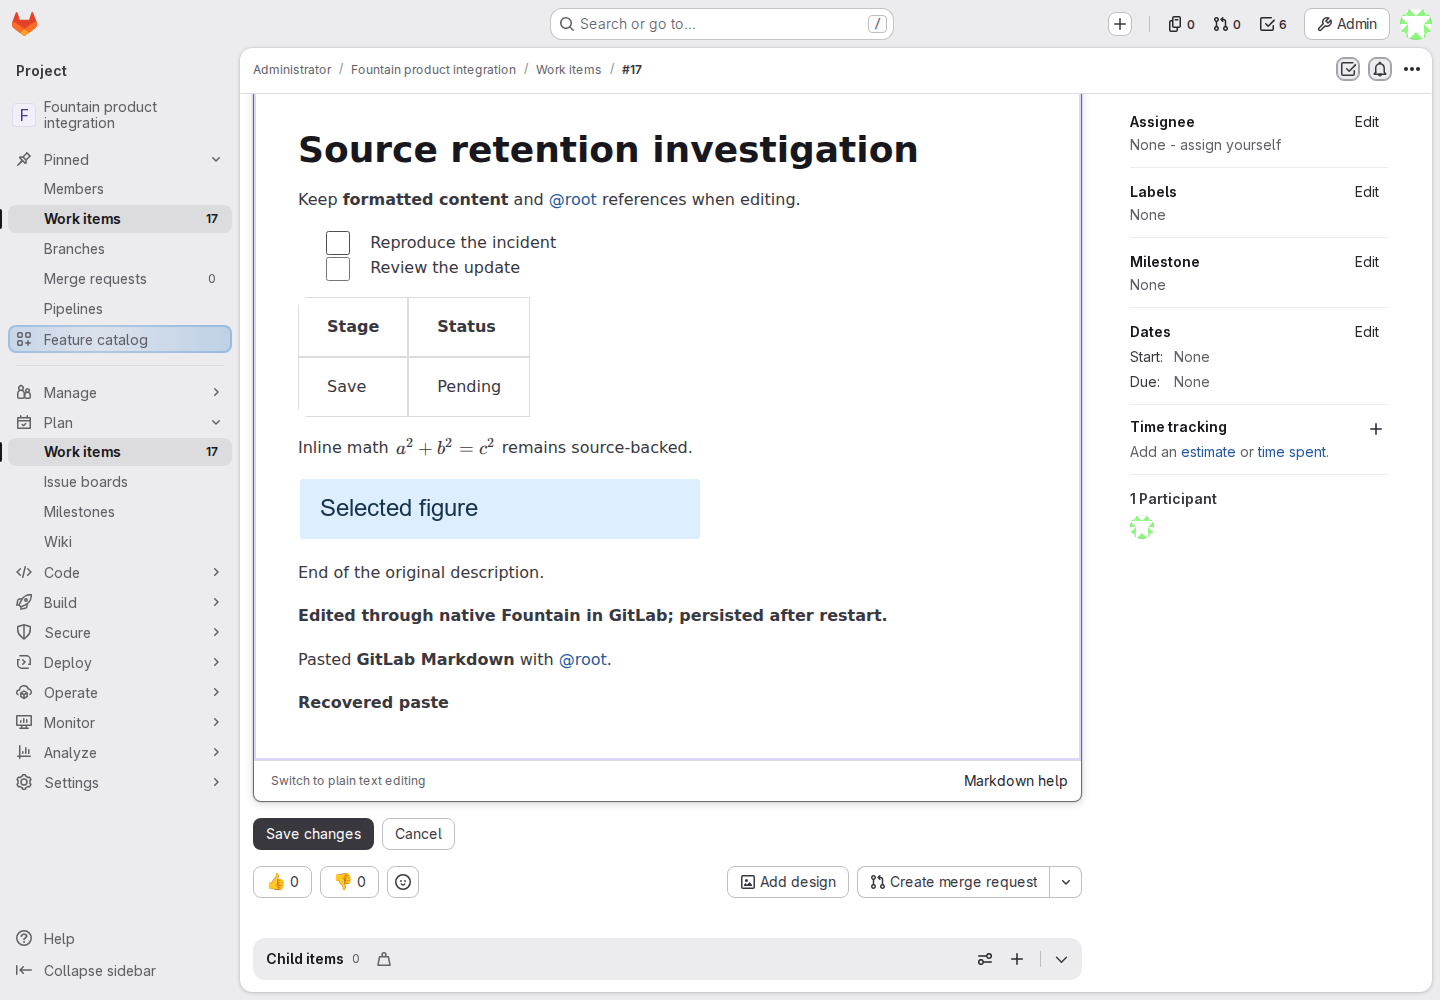 Search or go to...
/
0
0
6
Admin
Project
F
Fountain product
integration
Pinned
Members
Work items
17
Branches
Merge requests
0
Pipelines
Feature catalog
Manage
Plan
Work items
17
Issue boards
Milestones
Wiki
Code
Build
Secure
Deploy
Operate
Monitor
Analyze
Settings
Help
Collapse sidebar
Administrator / Fountain product integration / Work items / #17
Source retention investigation
Keep formatted content and @root references when editing.
Reproduce the incident
Review the update
Stage Status
Save Pending
Inline math a² + b² = c² remains source-backed.
Selected figure
End of the original description.
Edited through native Fountain in GitLab; persisted after restart.
Pasted GitLab Markdown with @root.
Recovered paste
Switch to plain text editing
Markdown help
Save changes
Cancel
👍 0
👎 0
Add design
Create merge request
Child items 0
Assignee
Edit
None - assign yourself
Labels
Edit
None
Milestone
Edit
None
Dates
Edit
Start: None
Due: None
Time tracking
Add an estimate or time spent.
1 Participant